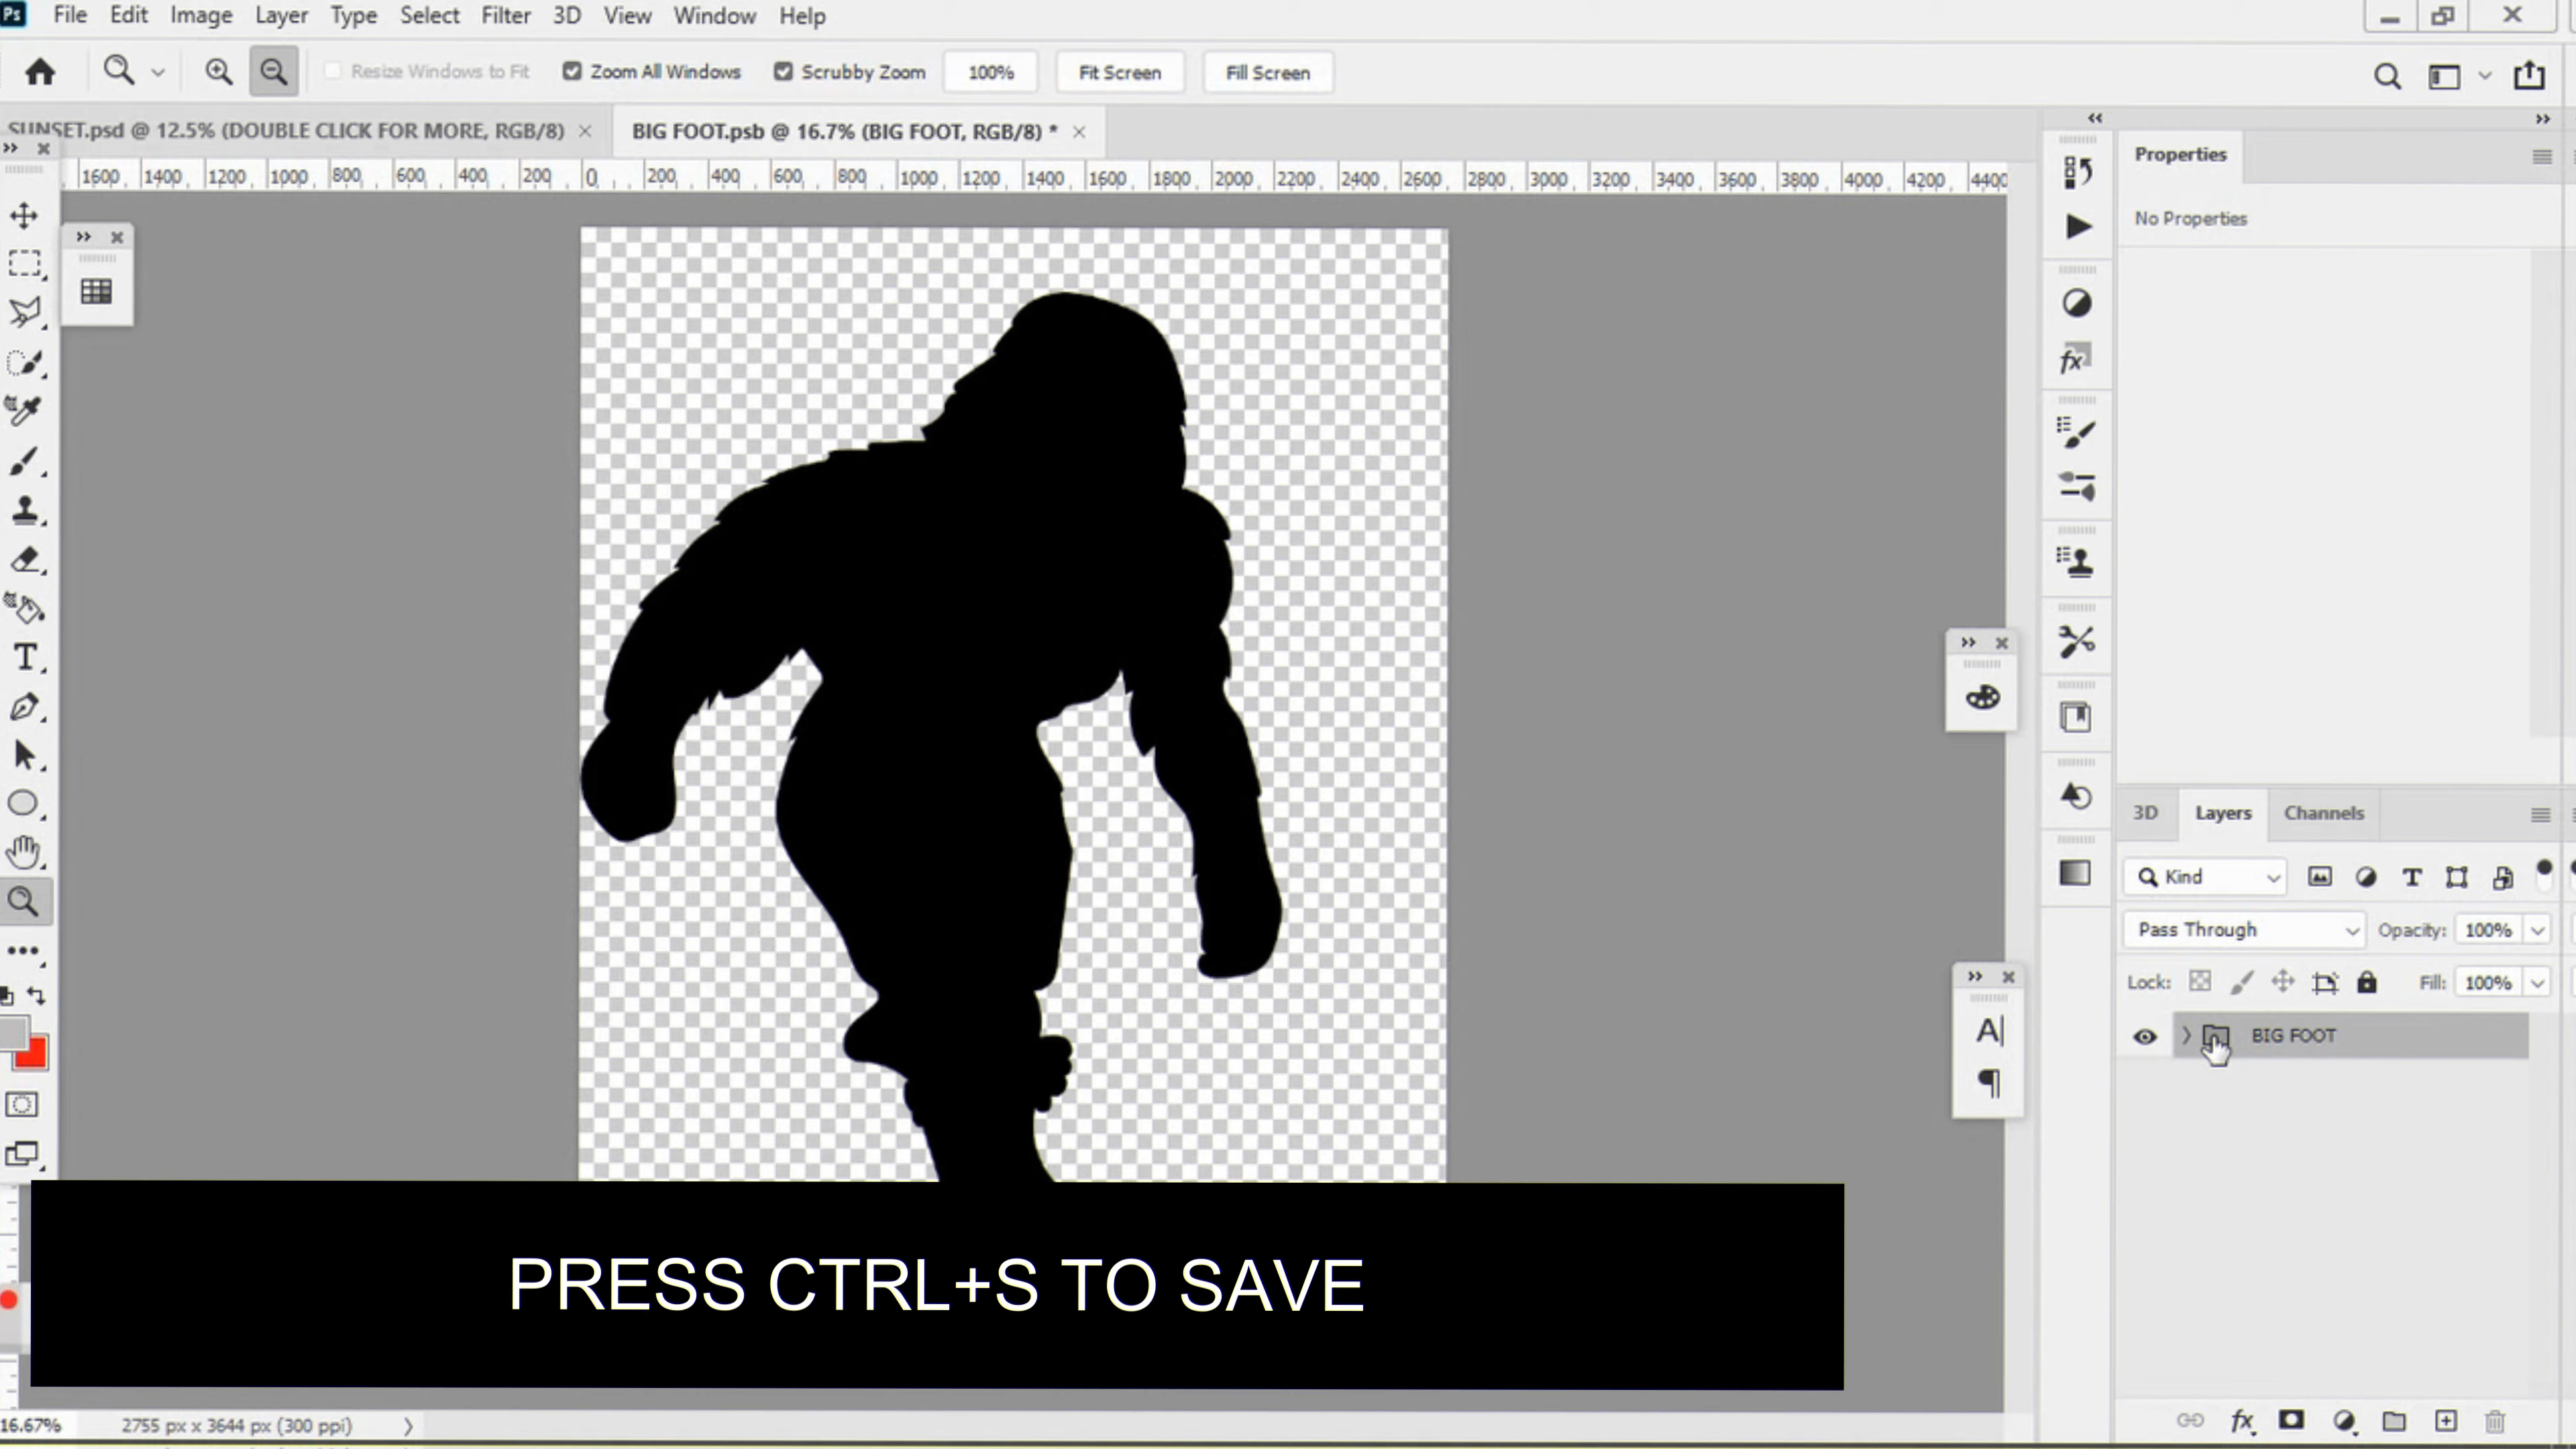 Ps File Edit Image Layer Type Select Filter 3D View Window Help
Resize Windows to Fit Zoom All Windows Scrubby Zoom 100% Fit Screen Fill Screen
SUNSET.psd @ 12.5% (DOUBLE CLICK FOR MORE, RGB/8) × BIG FOOT.psb @ 16.7% (BIG FOOT, RGB/8) * ×
1600 1400 1200 1000 800 600 400 200 0 200 400 600 800 1000 1200 1400 1600 1800 2000 2200 2400 2600 2800 3000 3200 3400 3600 3800 4000 4200 4400
Properties
No Properties
3D Layers Channels
Kind
Pass Through Opacity: 100%
Lock: Fill: 100%
BIG FOOT
PRESS CTRL+S TO SAVE
16.67% 2755 px x 3644 px (300 ppi)